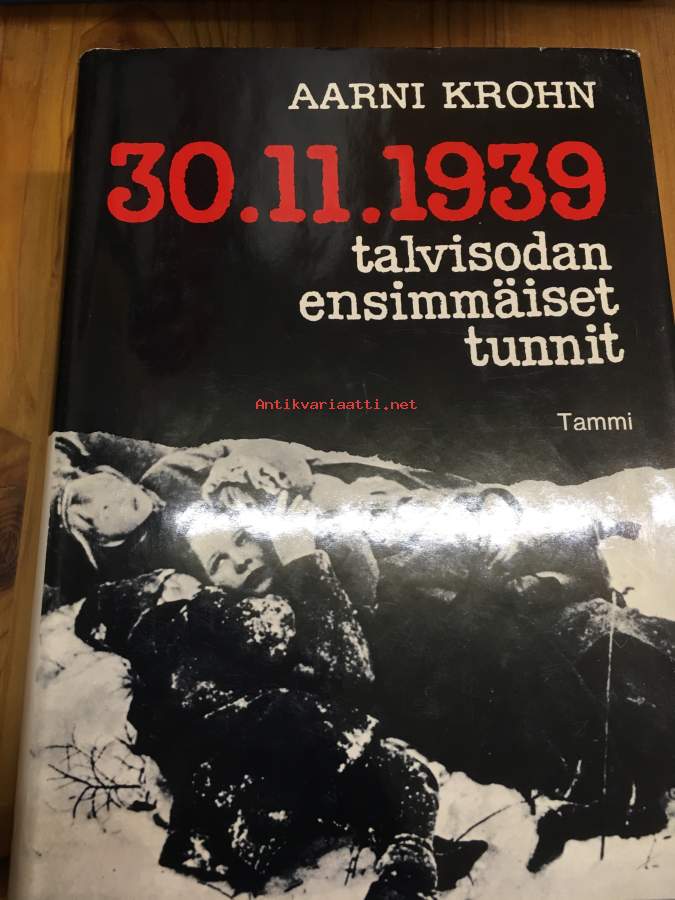 AARNI KROHN
30.11.1939
talvisodan
ensimmäiset
tunnit
Antikvariaatti.net
Tammi